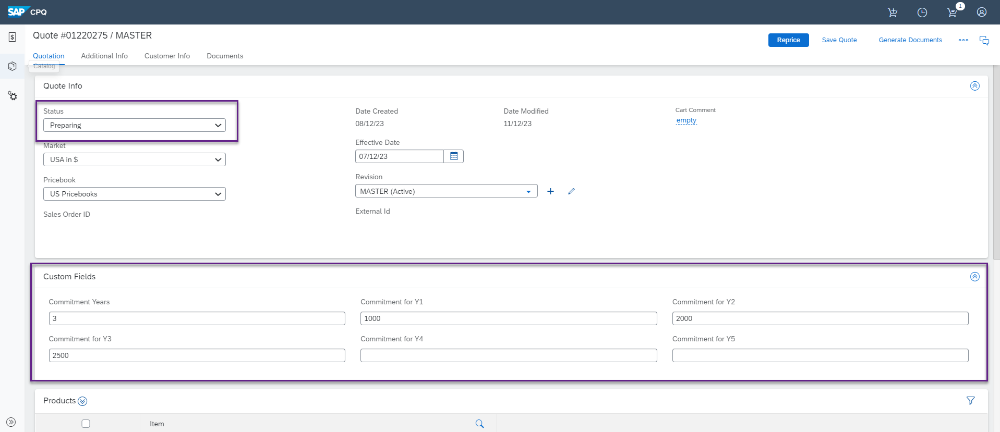 SAP CPQ
1
Quote #01220275 / MASTER
Reprice
Save Quote
Generate Documents
Quotation
Additional Info
Customer Info
Documents
Catalog
Quote Info
Status
Preparing
Date Created
08/12/23
Date Modified
11/12/23
Cart Comment
empty
Market
USA in $
Effective Date
07/12/23
Pricebook
US Pricebooks
Revision
MASTER (Active)
Sales Order ID
External Id
Custom Fields
Commitment Years
Commitment for Y1
Commitment for Y2
3
1000
2000
Commitment for Y3
Commitment for Y4
Commitment for Y5
2500
Products
Item